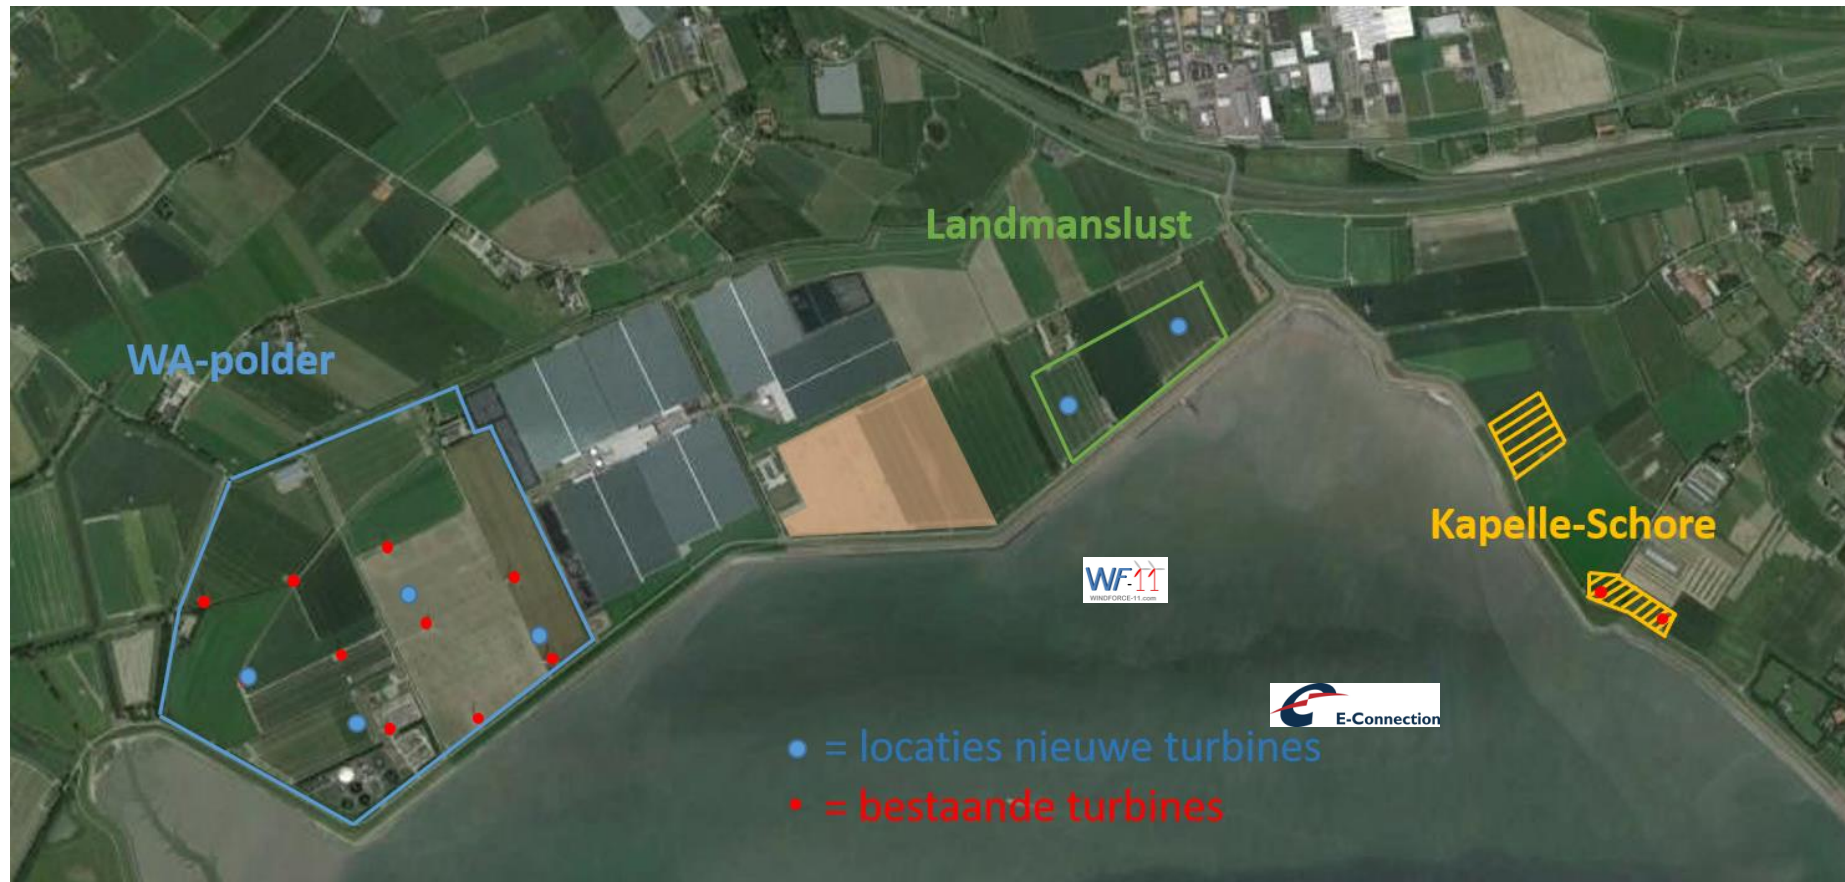 Landmanslust
WA-polder
Kapelle-Schore
WF-11
WINDFORCE-11.com
E-Connection
= locaties nieuwe turbines
= bestaande turbines